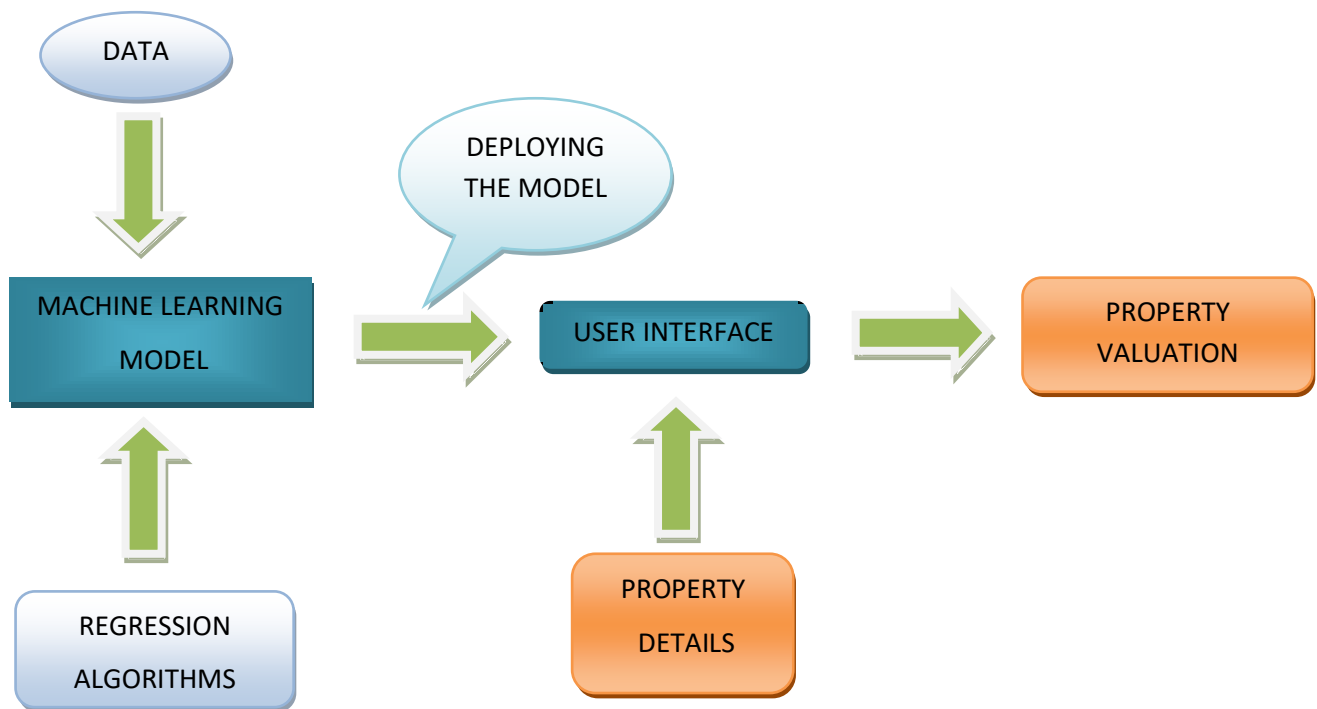 DATA
DEPLOYING
THE MODEL
MACHINE LEARNING
MODEL
USER INTERFACE
PROPERTY
VALUATION
REGRESSION
ALGORITHMS
PROPERTY
DETAILS